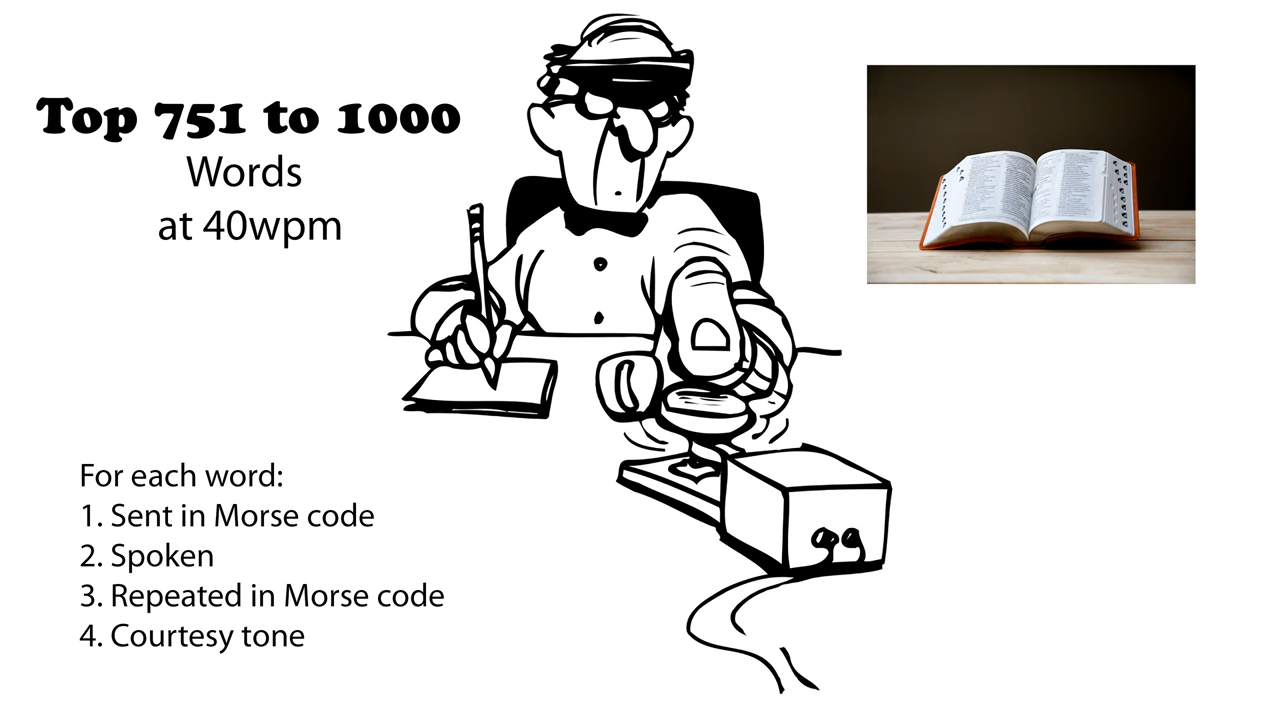 Top 751 to 1000
Words
at 40wpm
For each word:
1. Sent in Morse code
2. Spoken
3. Repeated in Morse code
4. Courtesy tone